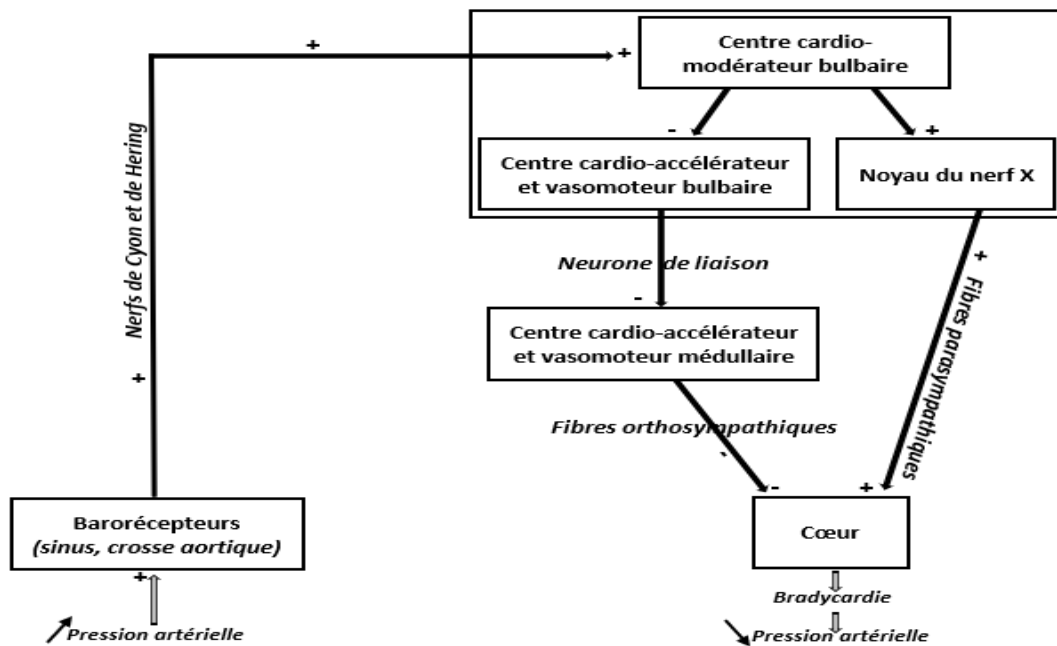 +
+
Centre cardio-
modérateur bulbaire
-
+
Centre cardio-accélérateur
et vasomoteur bulbaire
Noyau du nerf X
Nerfs de Cyon et de Hering
+
Neurone de liaison
+
Fibres parasympathiques
-
Centre cardio-accélérateur
et vasomoteur médullaire
Fibres orthosympathiques
-
-
+
Barorécepteurs
(sinus, crosse aortique)
Cœur
+
Bradycardie
Pression artérielle
Pression artérielle